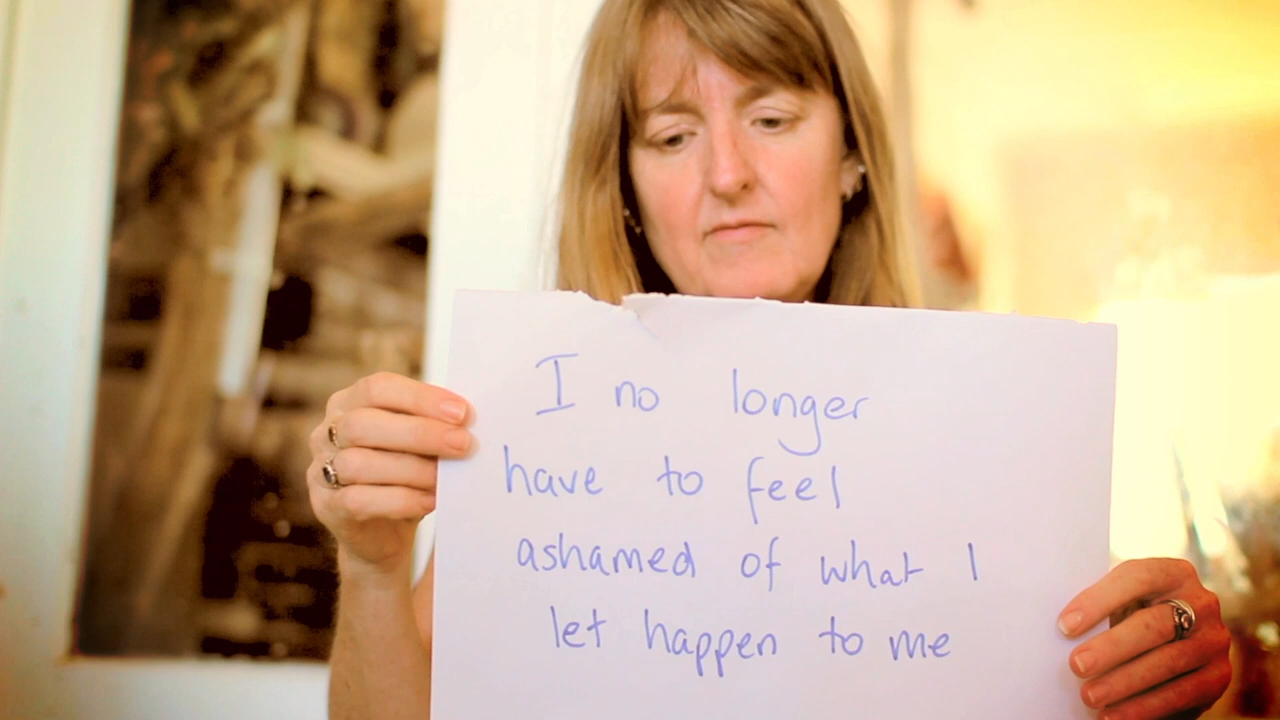 I no longer
have to feel
ashamed of what I
let happen to me